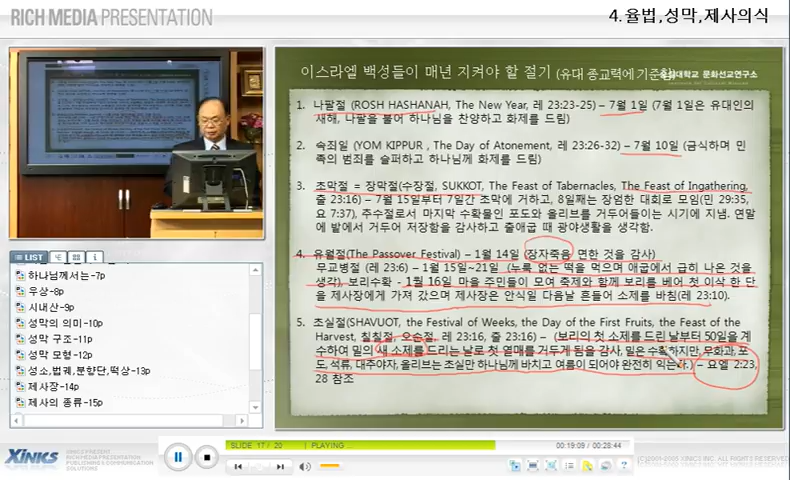 RICH MEDIA PRESENTATION
4.율법,성막,제사의식
이스라엘 백성들이 매년 지켜야 할 절기 (유대 종교력에 기준함)
대학교 문화선교연구소
1. 나팔절 (ROSH HASHANAH, The New Year, 레 23:23-25) – 7월 1일 (7월 1일은 유대인의
새해, 나팔을 불어 하나님을 찬양하고 화제를 드림)
2. 속죄일 (YOM KIPPUR , The Day of Atonement, 레 23:26-32) – 7월 10일 (금식하며 민
족의 범죄를 슬퍼하고 하나님께 화제를 드림)
3. 초막절 = 장막절(수장절, SUKKOT, The Feast of Tabernacles, The Feast of Ingathering,
출 23:16) – 7월 15일부터 7일간 초막에 거하고, 8일째는 장엄한 대회로 모임(민 29:35,
요 7:37), 추수절로서 마지막 수확물인 포도와 올리브를 거두어들이는 시기에 지냄. 연말
에 밭에서 거두어 저장함을 감사하고 출애굽 때 광야생활을 생각함.
4. 유월절(The Passover Festival) – 1월 14일 (장자죽음 면한 것을 감사)
무교병절 (레 23:6) – 1월 15일~21일 (누룩 없는 떡을 먹으며 애굽에서 급히 나온 것을
생각), 보리수확 - 1월 16일 마을 주민들이 모여 축제와 함께 보리를 베어 첫 이삭 한 단
을 제사장에게 가져 갔으며 제사장은 안식일 다음날 흔들어 소제를 바침(레 23:10).
5. 초실절(SHAVUOT, the Festival of Weeks, the Day of the First Fruits, the Feast of the
Harvest, 칠칠절, 오순절, 레 23:16, 출 23:16) – (보리의 첫 소제를 드린 날부터 50일을 계
수하여 밀의 새 소제를 드리는 날로 첫 열매를 거두게 됨을 감사, 밀은 수확하지만, 무화과, 포
도, 석류, 대추야자, 올리브는 초실만 하나님께 바치고 여름이 되어야 완전히 익는다.) – 요엘 2:23,
28 참조
LIST
하나님께서는-7p
우상-8p
시내산-9p
성막의 의미-10p
성막 구조-11p
성막 모형-12p
성소,법궤,분향단,떡상-13p
제사장-14p
제사의 종류-15p
XINKS
XINICS PRESENT
RICH MEDIA PRESENTATION
PUBLISHING & COMMUNICATION
SOLUTIONS
SLIDE 17 / 20 | PLAYING ...
00:19:09 / 00:28:44
(C)2001-2005 XINICS INC. ALL RIGHTS RESERVED